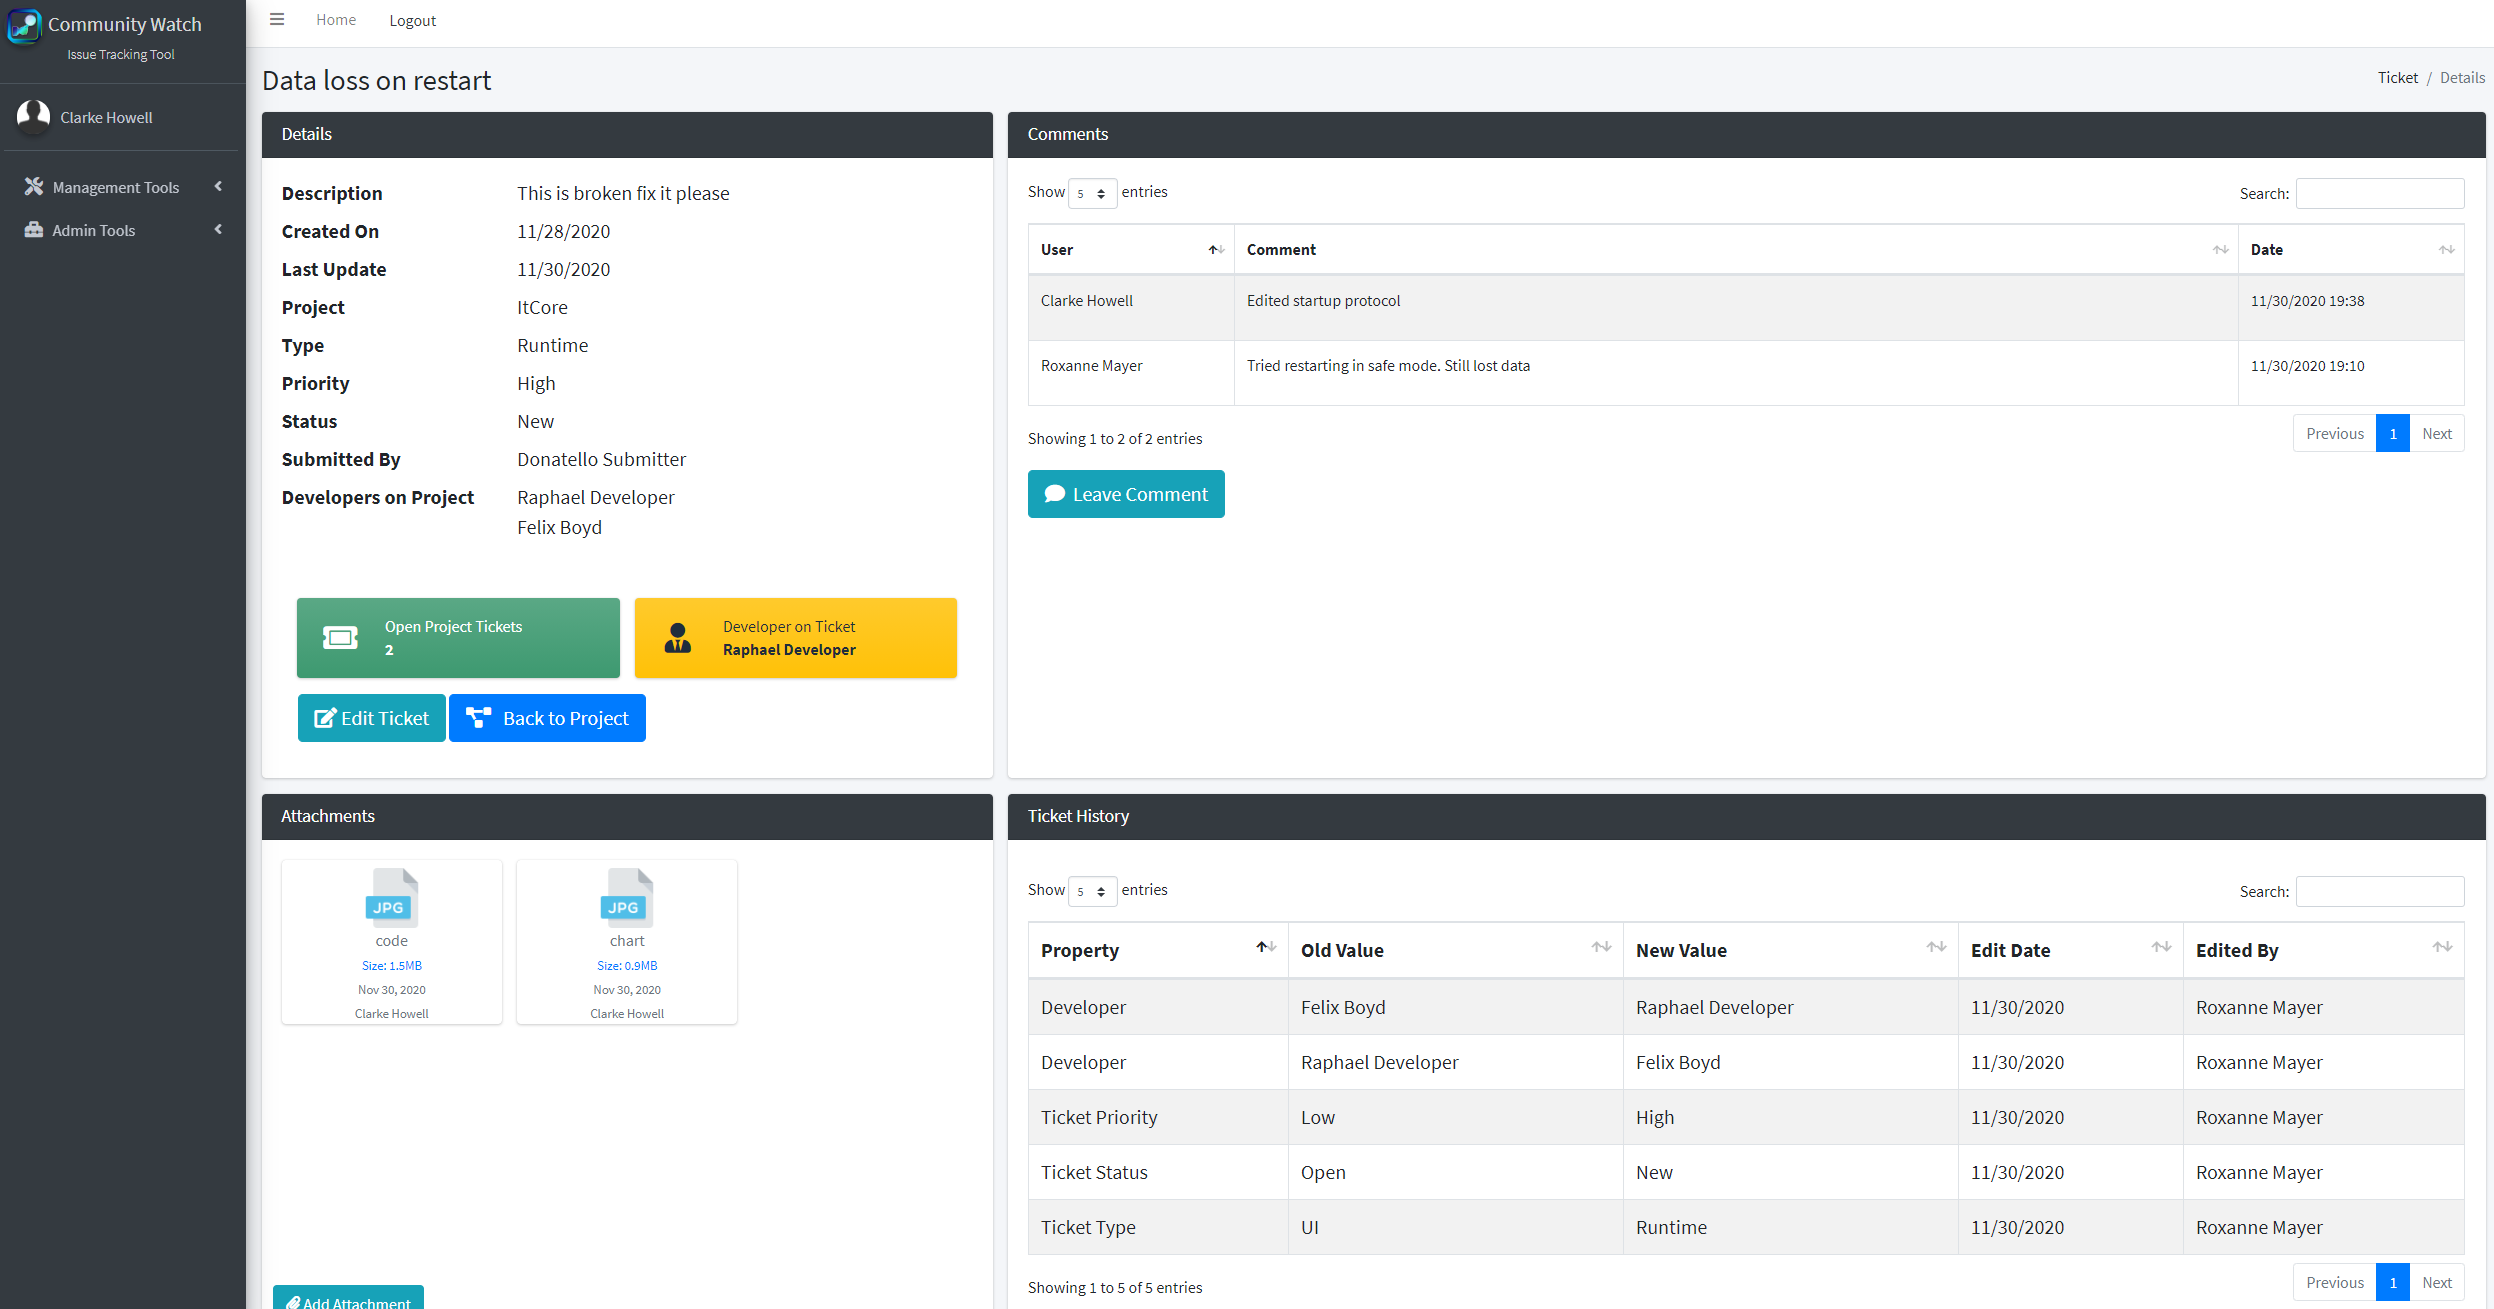 Community Watch
Issue Tracking Tool
Clarke Howell
Management Tools
Admin Tools
Home Logout
Data loss on restart
Ticket / Details
Details
Description This is broken fix it please
Created On 11/28/2020
Last Update 11/30/2020
Project ItCore
Type Runtime
Priority High
Status New
Submitted By Donatello Submitter
Developers on Project Raphael Developer
Felix Boyd
Open Project Tickets
2
Developer on Ticket
Raphael Developer
Edit Ticket Back to Project
Comments
Show 5 entries Search:
User Comment Date
Clarke Howell Edited startup protocol 11/30/2020 19:38
Roxanne Mayer Tried restarting in safe mode. Still lost data 11/30/2020 19:10
Showing 1 to 2 of 2 entries Previous 1 Next
Leave Comment
Attachments
JPG
code
Size: 1.5MB
Nov 30, 2020
Clarke Howell
JPG
chart
Size: 0.9MB
Nov 30, 2020
Clarke Howell
Add Attachment
Ticket History
Show 5 entries Search:
Property Old Value New Value Edit Date Edited By
Developer Felix Boyd Raphael Developer 11/30/2020 Roxanne Mayer
Developer Raphael Developer Felix Boyd 11/30/2020 Roxanne Mayer
Ticket Priority Low High 11/30/2020 Roxanne Mayer
Ticket Status Open New 11/30/2020 Roxanne Mayer
Ticket Type UI Runtime 11/30/2020 Roxanne Mayer
Showing 1 to 5 of 5 entries Previous 1 Next